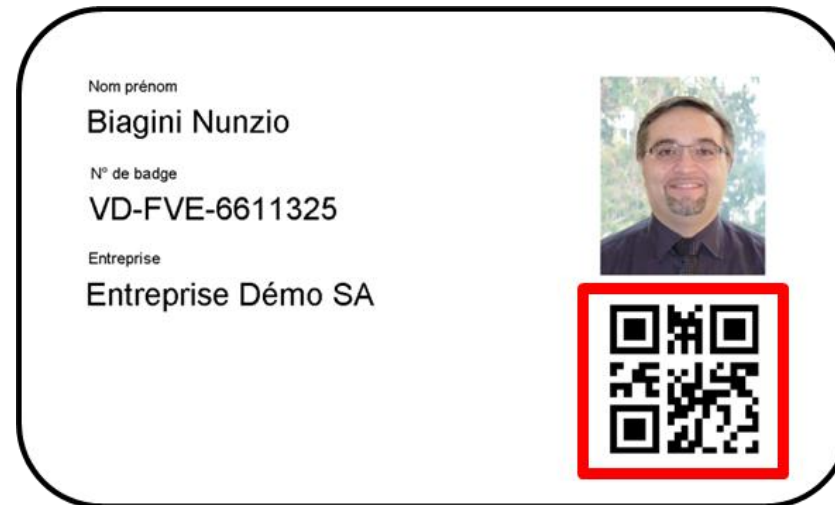 Nom prénom
Biagini Nunzio
N° de badge
VD-FVE-6611325
Entreprise
Entreprise Démo SA